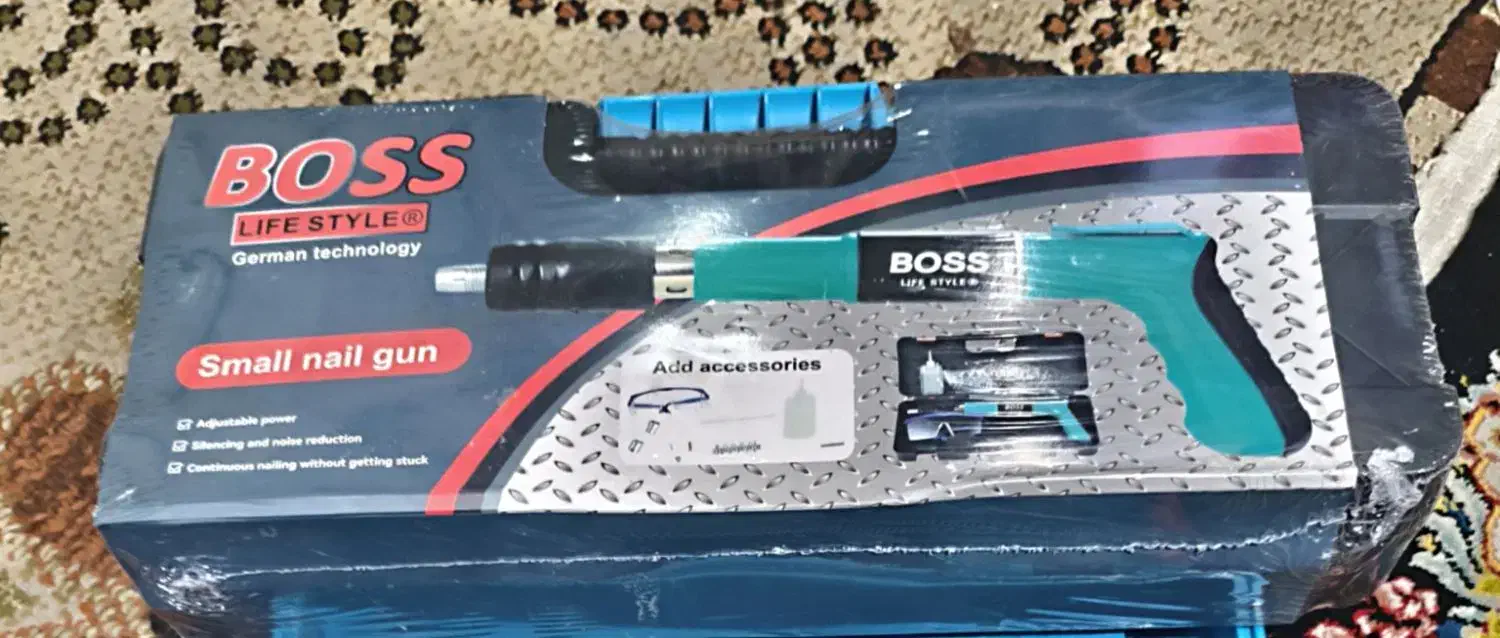 BOSS
LIFE STYLE®
German technology
BOSS
LIFE STYLE®
Small nail gun
Add accessories
Adjustable power
Silencing and noise reduction
Continuous nailing without getting stuck
BOSS